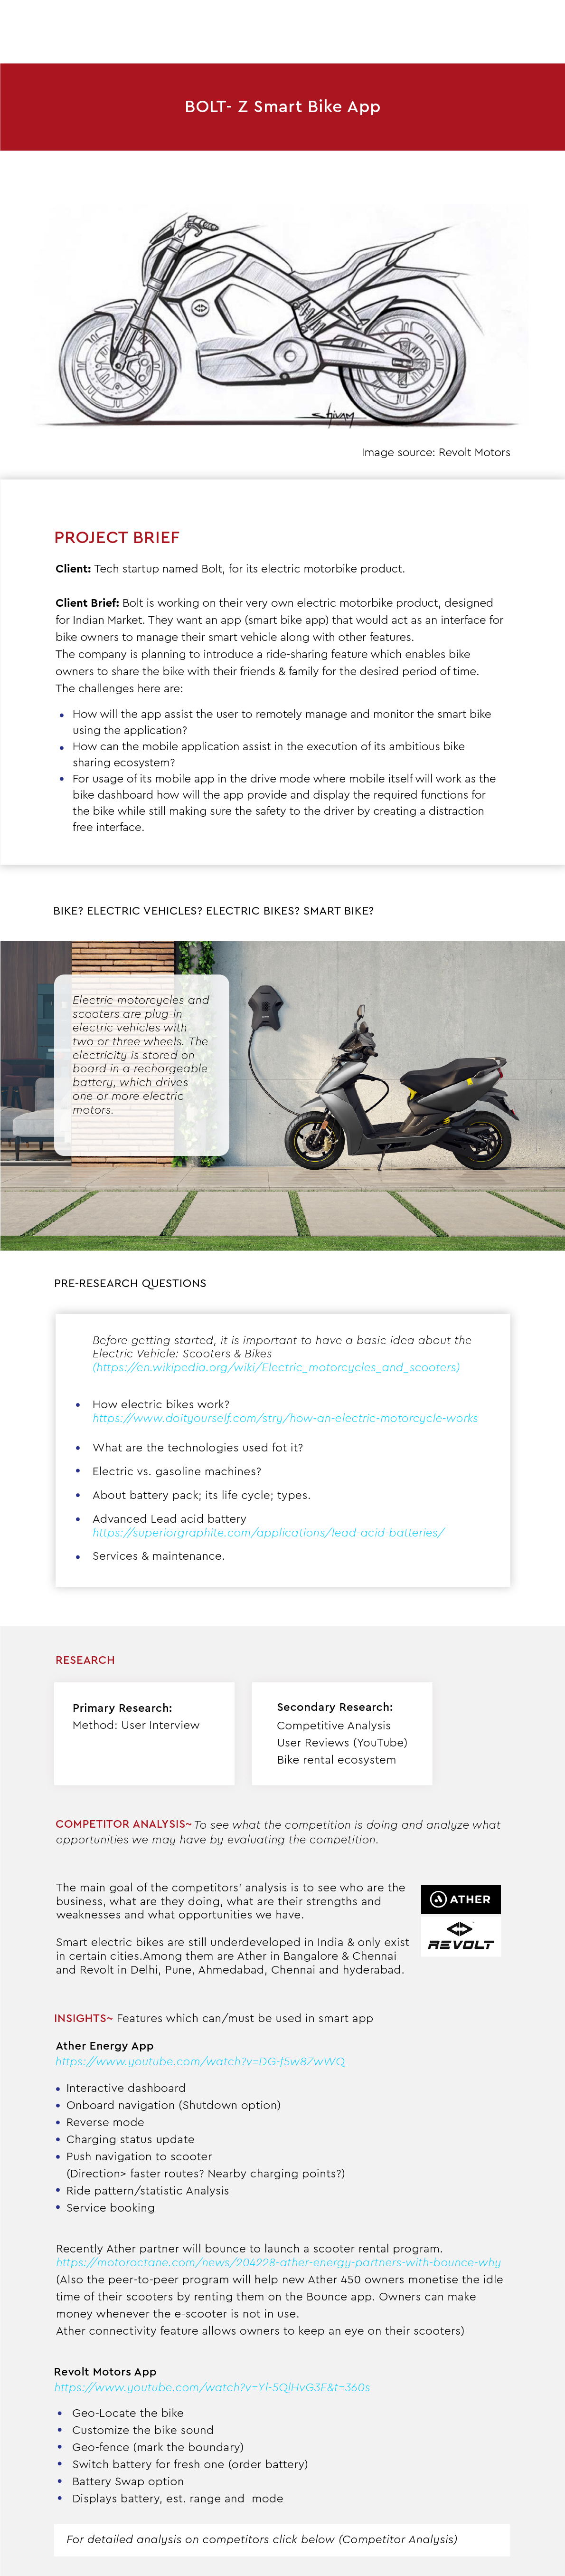 BOLT- Z Smart Bike App
Shivam
Image source: Revolt Motors
PROJECT BRIEF
Client: Tech startup named Bolt, for its electric motorbike product.
Client Brief: Bolt is working on their very own electric motorbike product, designed
for Indian Market. They want an app (smart bike app) that would act as an interface for
bike owners to manage their smart vehicle along with other features.
The company is planning to introduce a ride-sharing feature which enables bike
owners to share the bike with their friends & family for the desired period of time.
The challenges here are:
• How will the app assist the user to remotely manage and monitor the smart bike
using the application?
• How can the mobile application assist in the execution of its ambitious bike
sharing ecosystem?
• For usage of its mobile app in the drive mode where mobile itself will work as the
bike dashboard how will the app provide and display the required functions for
the bike while still making sure the safety to the driver by creating a distraction
free interface.
BIKE? ELECTRIC VEHICLES? ELECTRIC BIKES? SMART BIKE?
Electric motorcycles and
scooters are plug-in
electric vehicles with
two or three wheels. The
electricity is stored on
board in a rechargeable
battery, which drives
one or more electric
motors.
PRE-RESEARCH QUESTIONS
Before getting started, it is important to have a basic idea about the
Electric Vehicle: Scooters & Bikes
(https://en.wikipedia.org/wiki/Electric_motorcycles_and_scooters)
• How electric bikes work?
https://www.doityourself.com/stry/how-an-electric-motorcycle-works
• What are the technologies used fot it?
• Electric vs. gasoline machines?
• About battery pack; its life cycle; types.
• Advanced Lead acid battery
https://superiorgraphite.com/applications/lead-acid-batteries/
• Services & maintenance.
RESEARCH
Primary Research:
Method: User Interview
Secondary Research:
Competitive Analysis
User Reviews (YouTube)
Bike rental ecosystem
COMPETITOR ANALYSIS~ To see what the competition is doing and analyze what
opportunities we may have by evaluating the competition.
The main goal of the competitors' analysis is to see who are the
business, what are they doing, what are their strengths and
weaknesses and what opportunities we have.
ATHER
REVOLT
Smart electric bikes are still underdeveloped in India & only exist
in certain cities.Among them are Ather in Bangalore & Chennai
and Revolt in Delhi, Pune, Ahmedabad, Chennai and hyderabad.
INSIGHTS~ Features which can/must be used in smart app
Ather Energy App
https://www.youtube.com/watch?v=DG-f5w8ZwWQ
• Interactive dashboard
• Onboard navigation (Shutdown option)
• Reverse mode
• Charging status update
• Push navigation to scooter
(Direction> faster routes? Nearby charging points?)
• Ride pattern/statistic Analysis
• Service booking
Recently Ather partner will bounce to launch a scooter rental program.
https://motoroctane.com/news/204228-ather-energy-partners-with-bounce-why
(Also the peer-to-peer program will help new Ather 450 owners monetise the idle
time of their scooters by renting them on the Bounce app. Owners can make
money whenever the e-scooter is not in use.
Ather connectivity feature allows owners to keep an eye on their scooters)
Revolt Motors App
https://www.youtube.com/watch?v=Yl-5QlHvG3E&t=360s
• Geo-Locate the bike
• Customize the bike sound
• Geo-fence (mark the boundary)
• Switch battery for fresh one (order battery)
• Battery Swap option
• Displays battery, est. range and mode
For detailed analysis on competitors click below (Competitor Analysis)